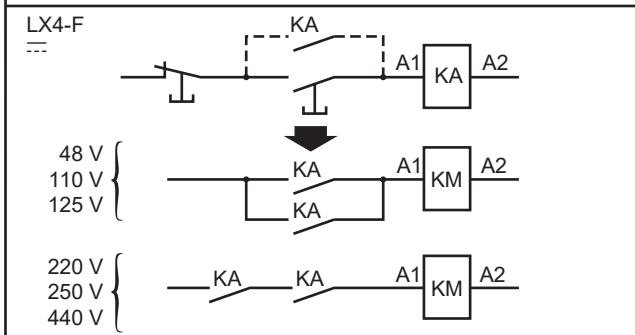 LX4-F
KA
A1 KA A2
48 V
110 V
125 V
KA
KA
A1 KM A2
220 V
250 V
440 V
KA KA
A1 KM A2